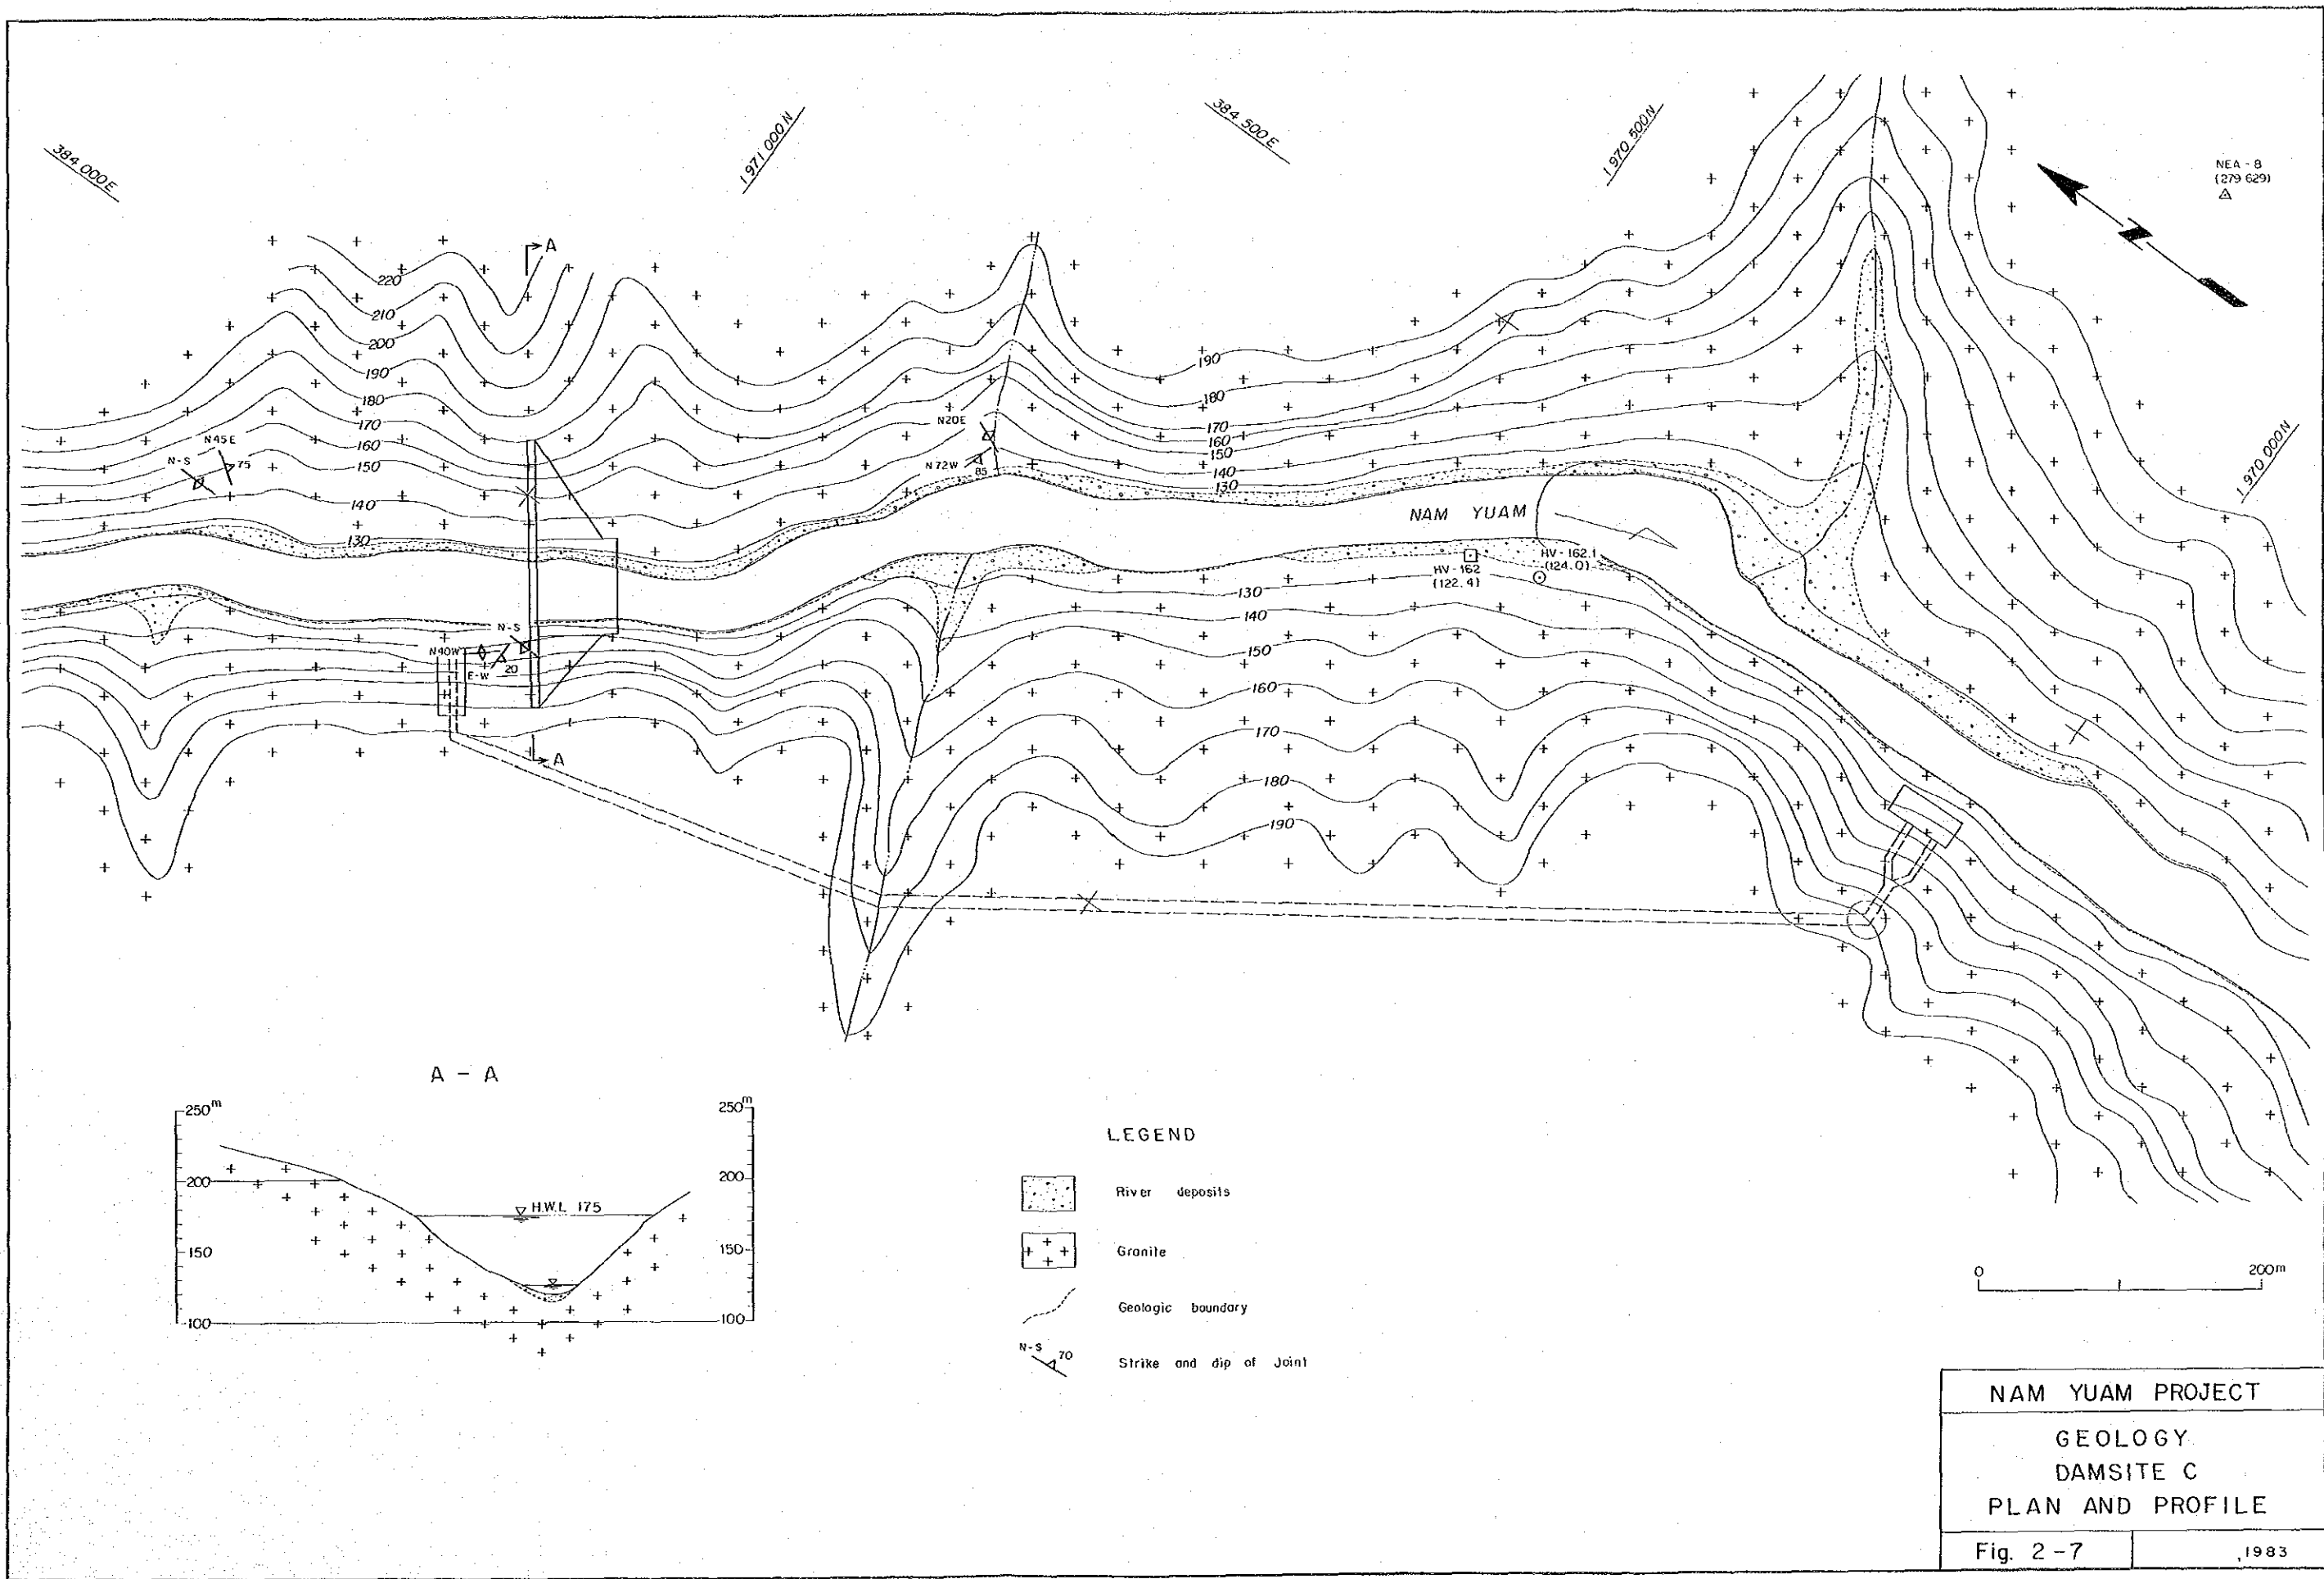 384 000E
1 971 000N
384 500E
1 970 500N
NEA - 8
(279 629)
N
1 970 000N
A
220
210
200
190
180
170
160
150
140
130
N45E
75
N-S
N20E
N72W
85
190
180
170
160
150
140
130
NAM YUAM
HV - 162
(122.4)
HV - 162.1
(124.0)
130
140
150
160
170
180
190
N-S
N40W
E-W
20
A
A - A
250m
200
150
100
250m
200
150
100
H.W.L 175
LEGEND
River deposits
Granite
Geologic boundary
N-S
70
Strike and dip of Joint
0
200m
NAM YUAM PROJECT
GEOLOGY
DAMSITE C
PLAN AND PROFILE
Fig. 2-7
,1983